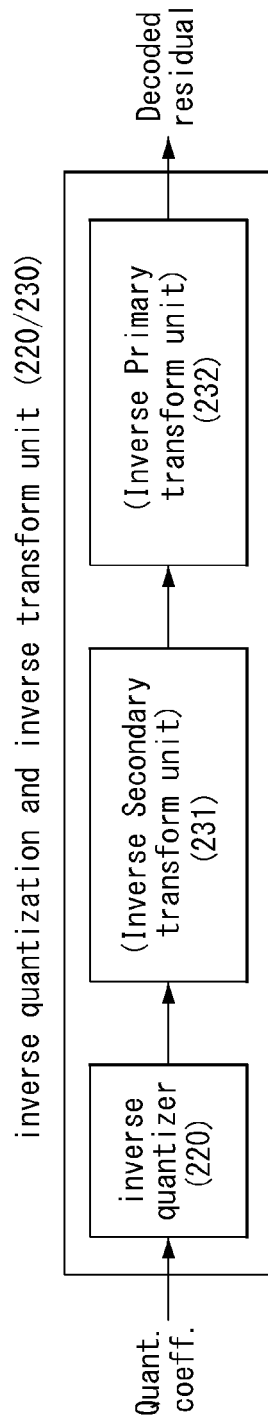 inverse quantization and inverse transform unit (220/230)
Quant.
coeff.
inverse
quantizer
(220)
(Inverse Secondary
transform unit)
(231)
(Inverse Primary
transform unit)
(232)
Decoded
residual